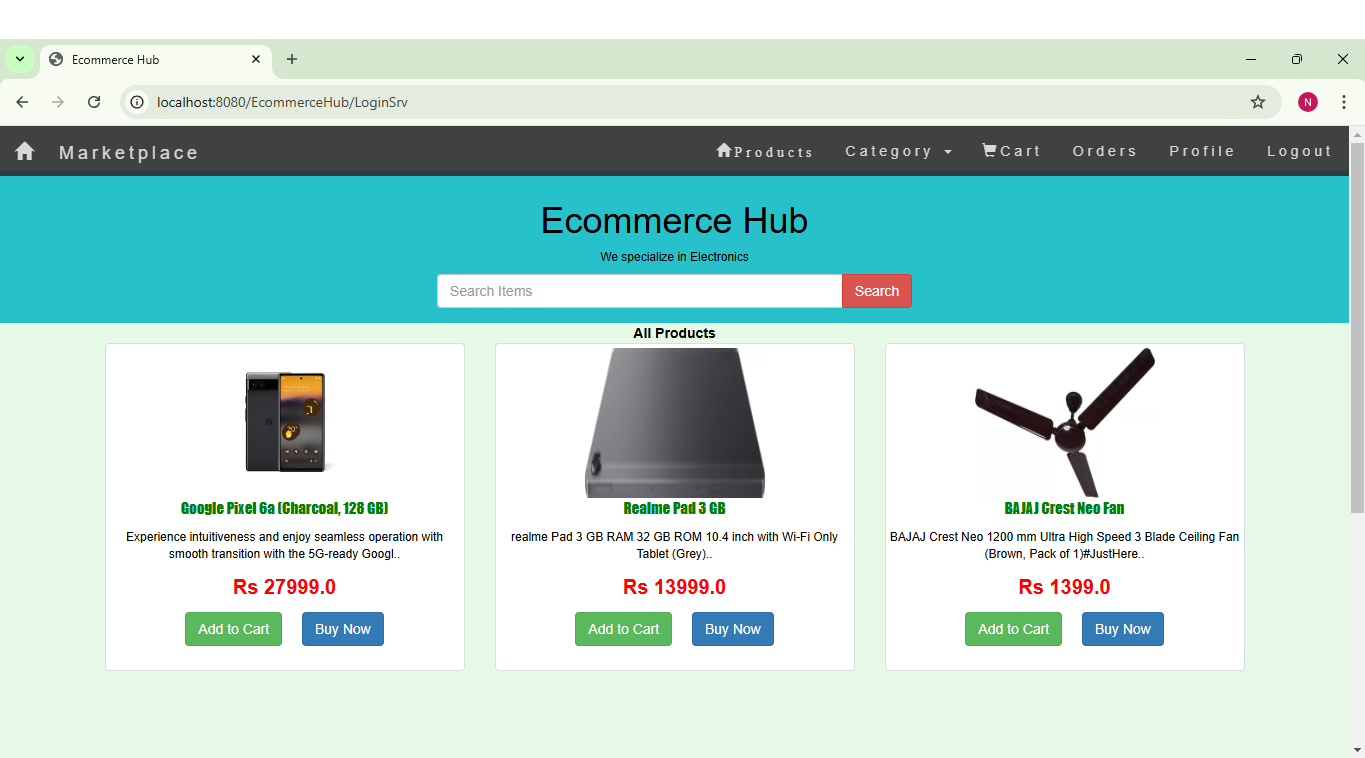 Ecommerce Hub
localhost:8080/EcommerceHub/LoginSrv
N
Marketplace
Products
Category
Cart
Orders
Profile
Logout
Ecommerce Hub
We specialize in Electronics
Search Items
Search
All Products
Google Pixel 6a (Charcoal, 128 GB)
Experience intuitiveness and enjoy seamless operation with
smooth transition with the 5G-ready Googl..
Rs 27999.0
Add to Cart
Buy Now
Realme Pad 3 GB
realme Pad 3 GB RAM 32 GB ROM 10.4 inch with Wi-Fi Only
Tablet (Grey)..
Rs 13999.0
Add to Cart
Buy Now
BAJAJ Crest Neo Fan
BAJAJ Crest Neo 1200 mm Ultra High Speed 3 Blade Ceiling Fan
(Brown, Pack of 1)#JustHere..
Rs 1399.0
Add to Cart
Buy Now